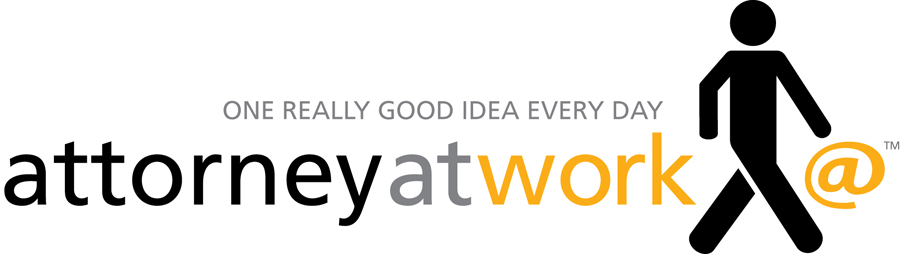 ONE REALLY GOOD IDEA EVERY DAY
attorneyatwork @™